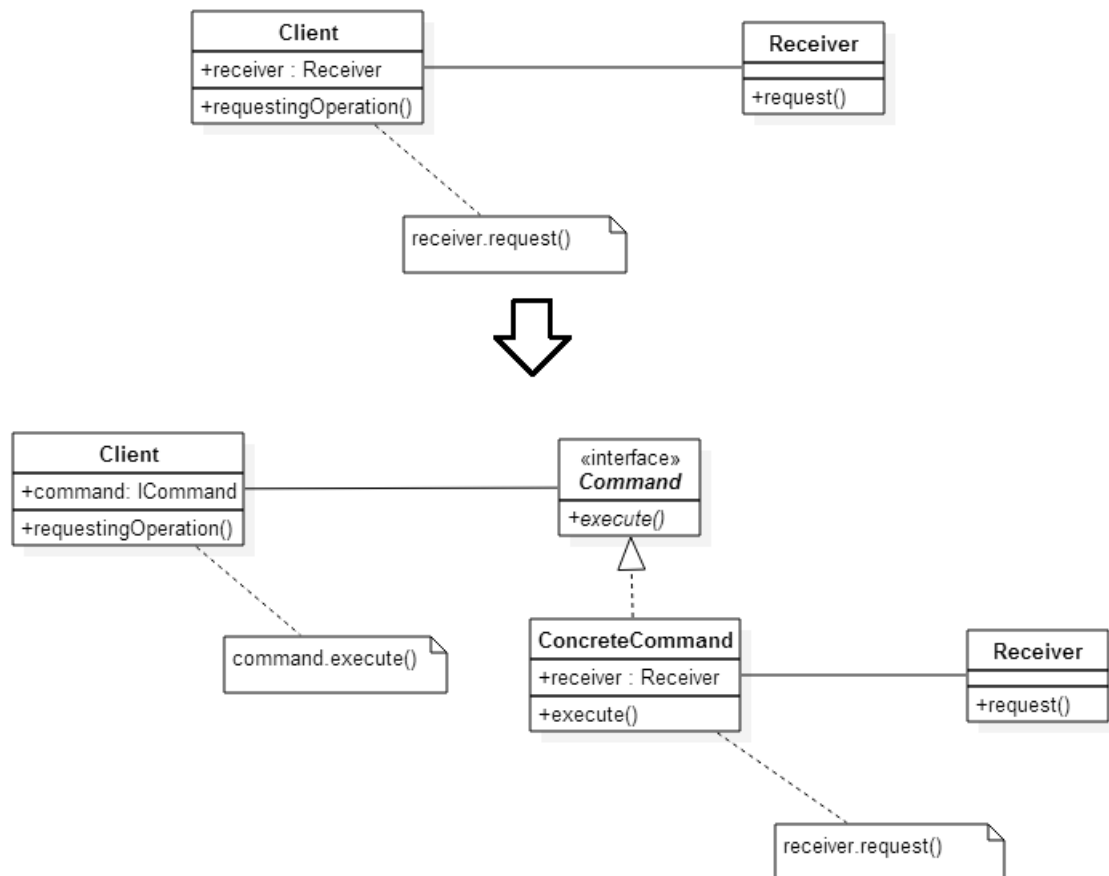 Client
+receiver : Receiver
+requestingOperation()
Receiver
+request()
receiver.request()
Client
+command: ICommand
+requestingOperation()
command.execute()
«interface»
Command
+execute()
ConcreteCommand
+receiver : Receiver
+execute()
Receiver
+request()
receiver.request()